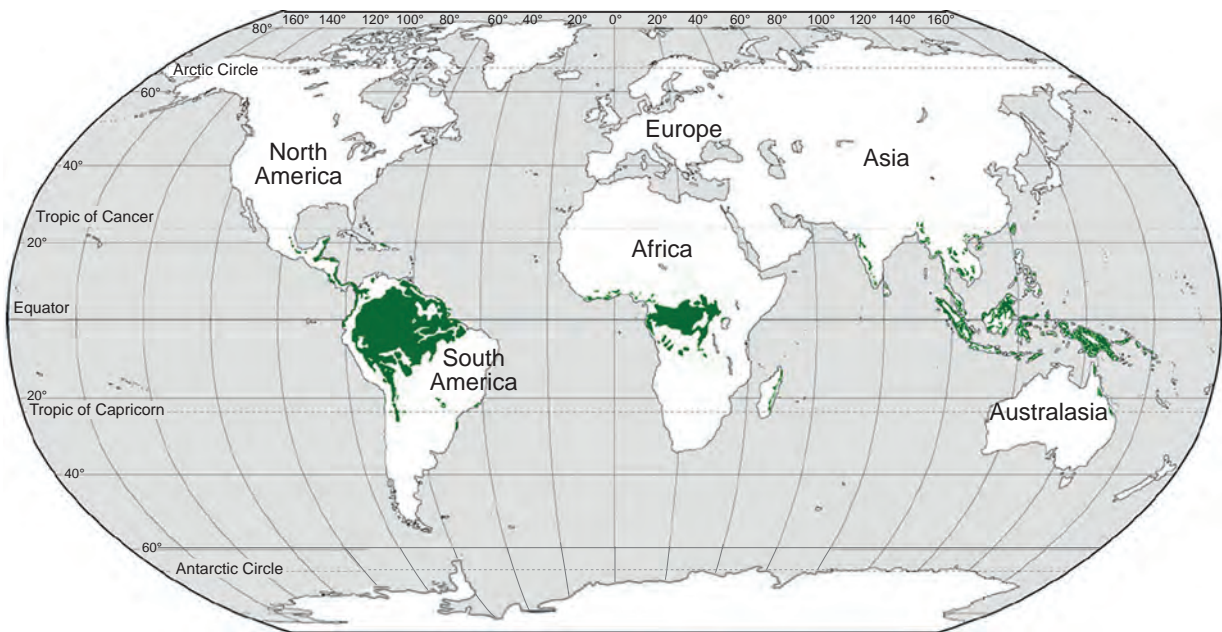 160° 140° 120° 100° 80° 60° 40° 20° 0° 20° 40° 60° 80° 100° 120° 140° 160°
80°
Arctic Circle
60°
Europe
North
America
Asia
40°
Tropic of Cancer
20°
Africa
Equator
South
America
20°
Tropic of Capricorn
Australasia
40°
60°
Antarctic Circle